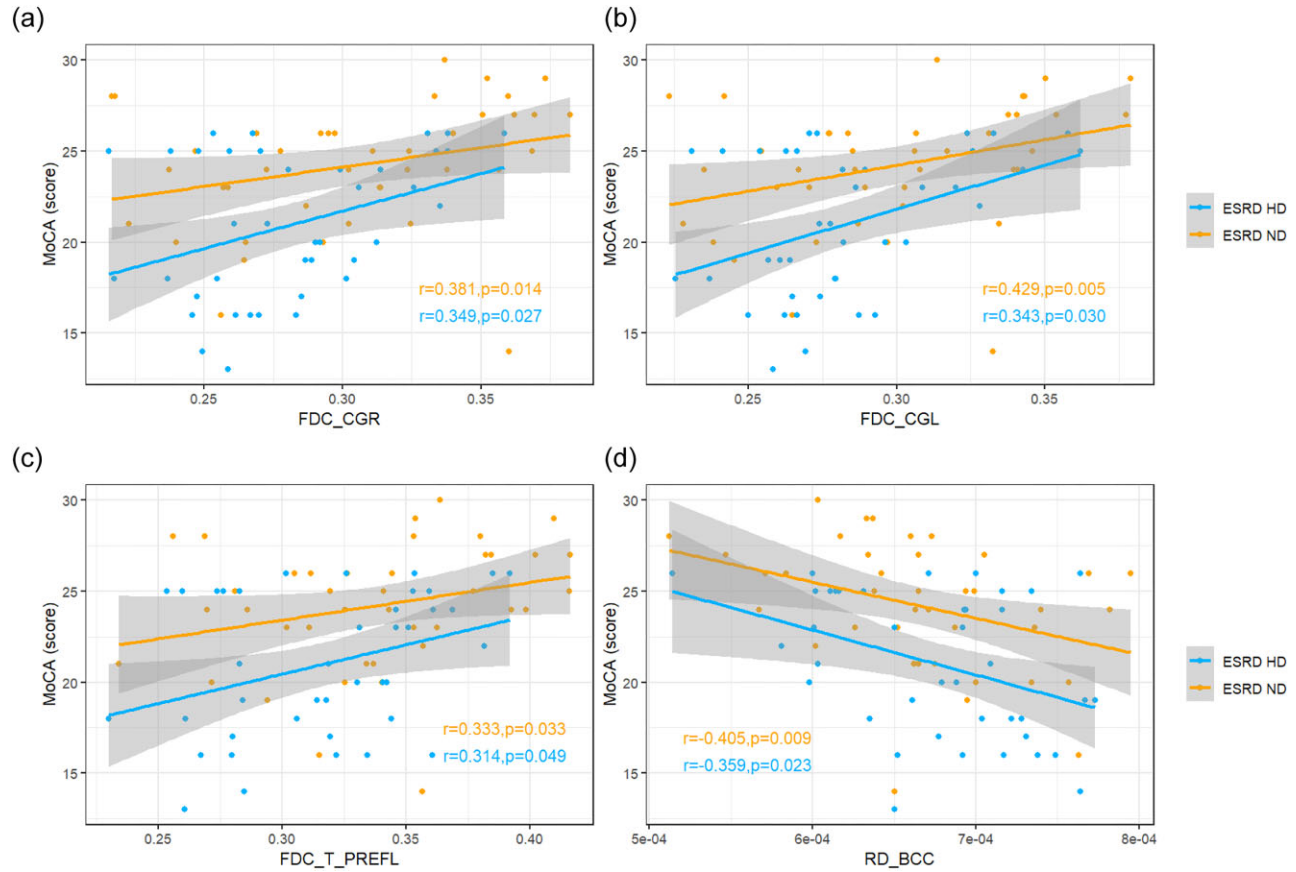 (a)
(b)
30
25
20
15
MoCA (score)
r=0.381,p=0.014
r=0.349,p=0.027
0.25
0.30
0.35
FDC_CGR
30
25
20
15
MoCA (score)
r=0.429,p=0.005
r=0.343,p=0.030
0.25
0.30
0.35
FDC_CGL
ESRD HD
ESRD ND
(c)
(d)
30
25
20
15
MoCA (score)
r=0.333,p=0.033
r=0.314,p=0.049
0.25
0.30
0.35
0.40
FDC_T_PREFL
30
25
20
15
MoCA (score)
r=-0.405,p=0.009
r=-0.359,p=0.023
5e-04
6e-04
7e-04
8e-04
RD_BCC
ESRD HD
ESRD ND